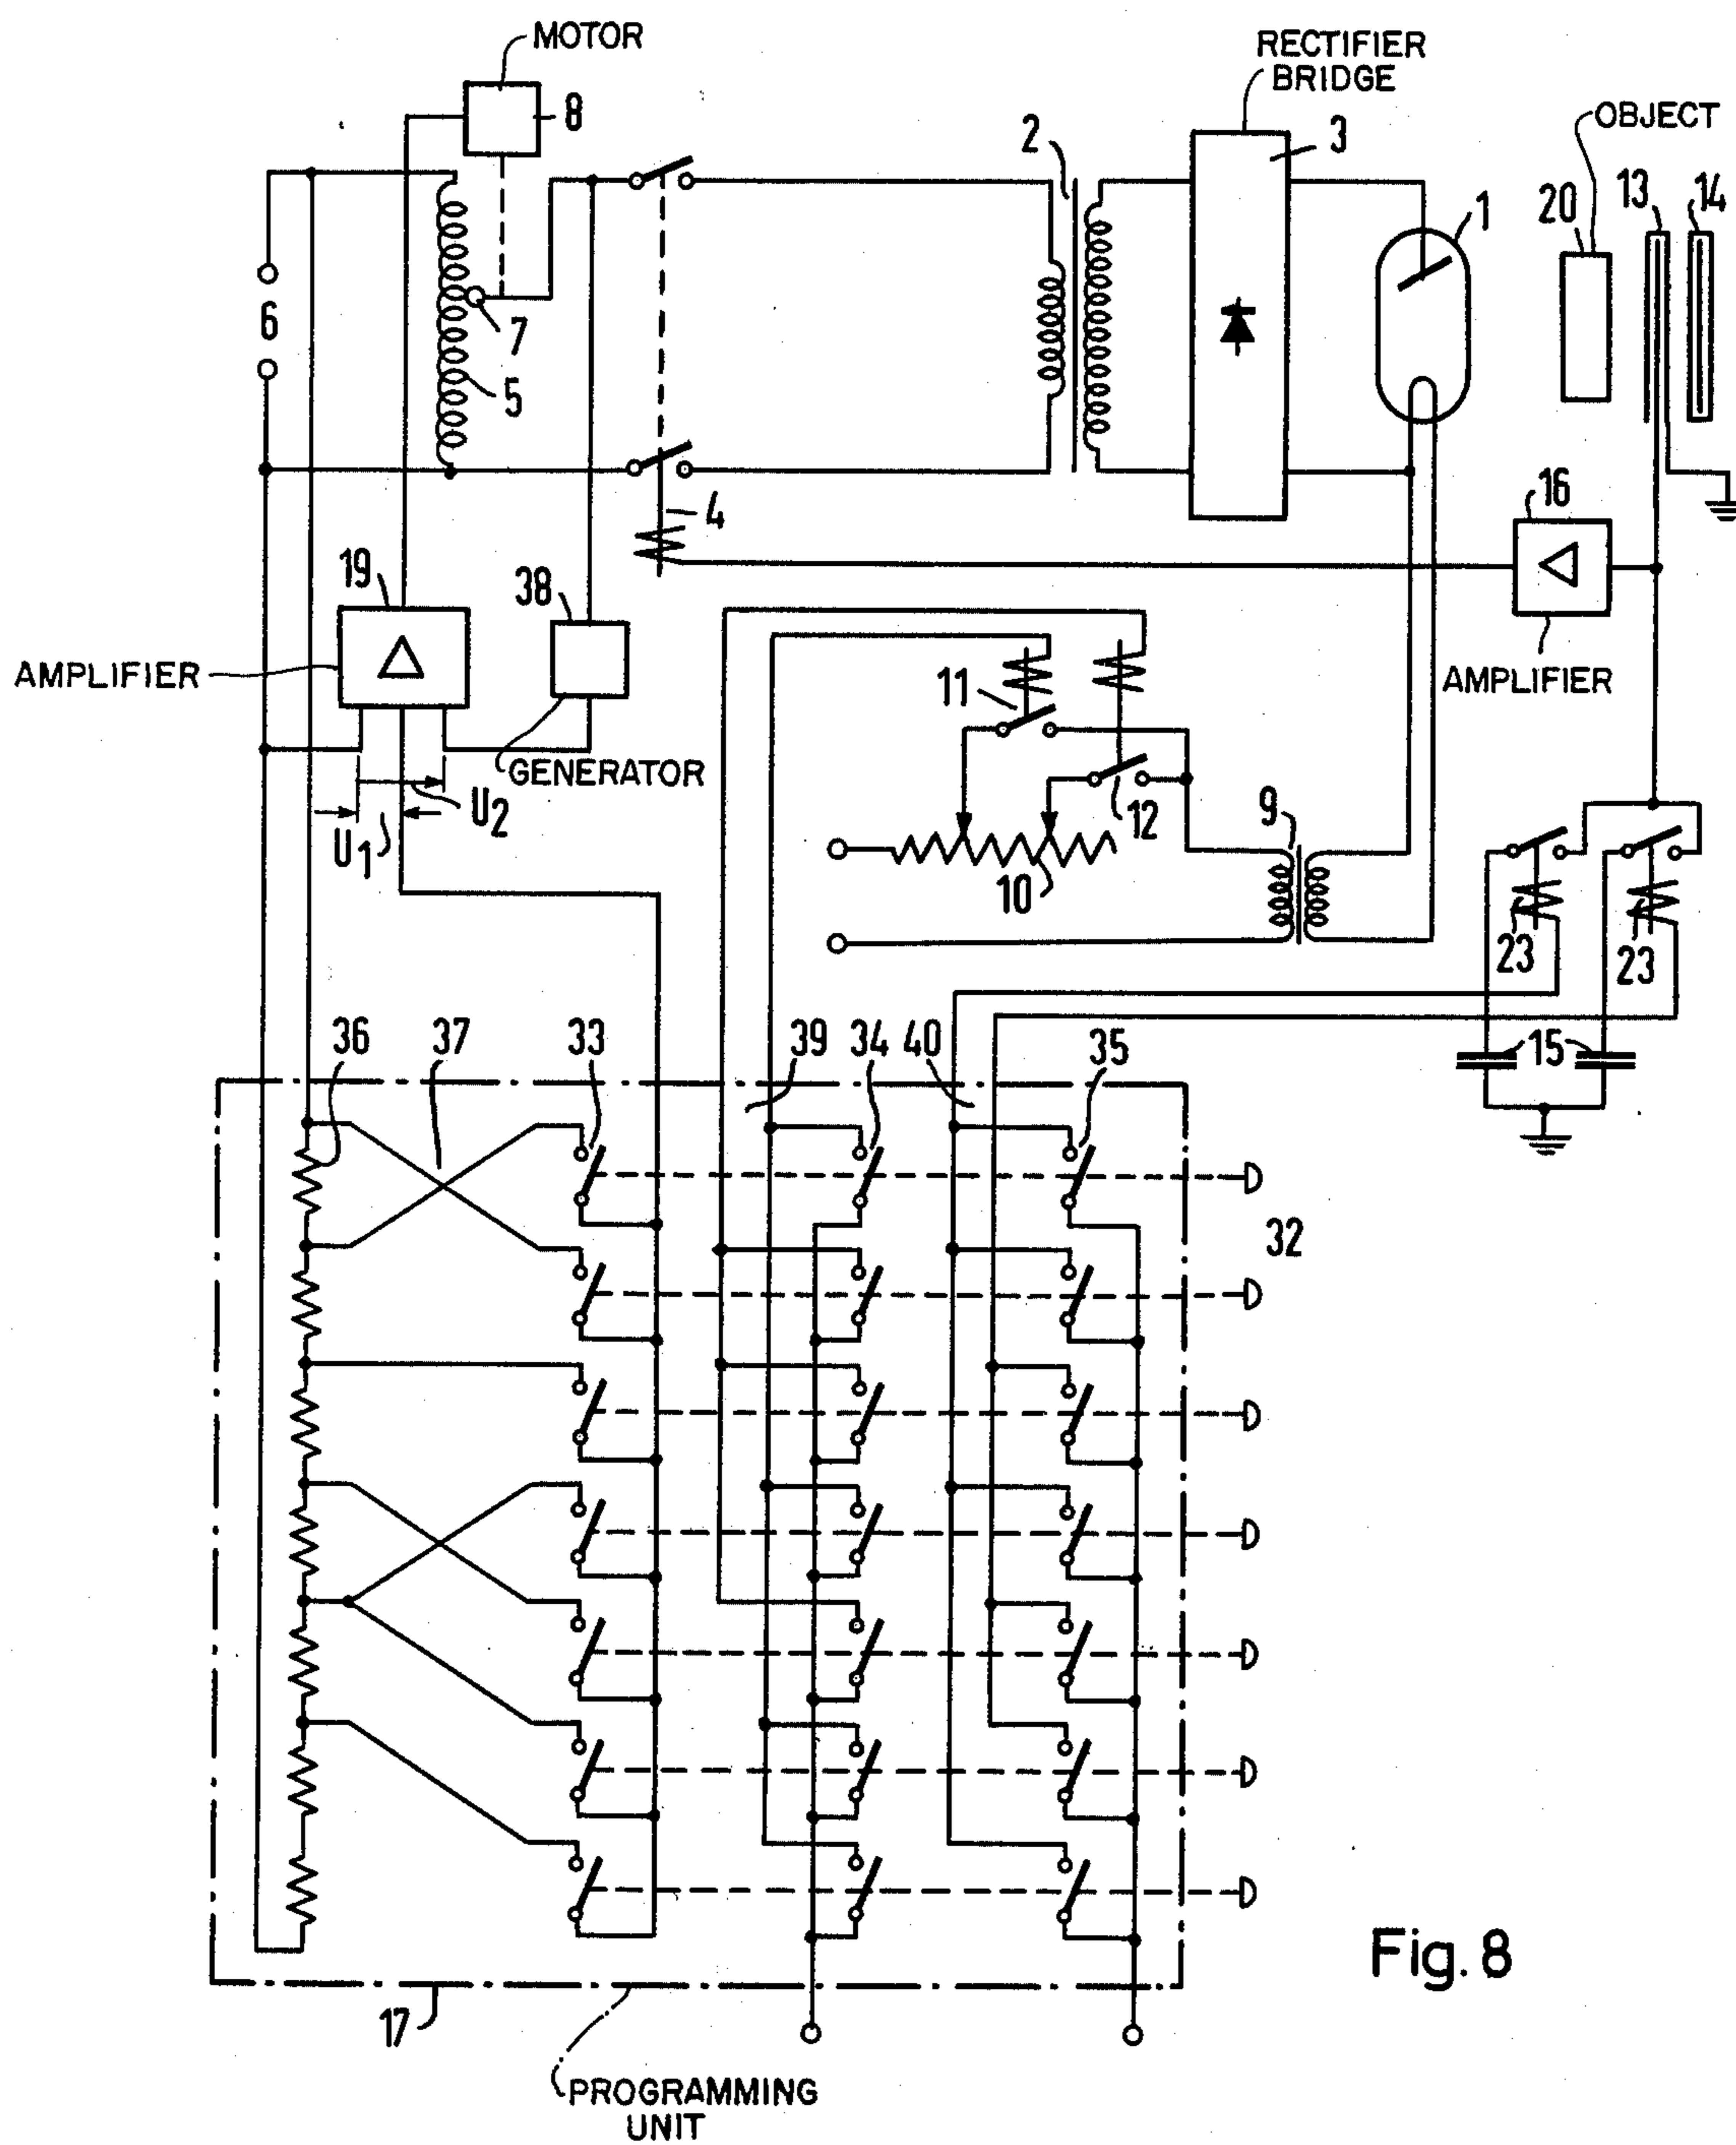 MOTOR
8
RECTIFIER
BRIDGE
3
2
OBJECT
1
20
13
14
6
7
5
4
16
19
38
AMPLIFIER
11
AMPLIFIER
GENERATOR
U2
U1
12
9
10
23
23
36
37
33
39
34
40
35
15
32
17
PROGRAMMING
UNIT
Fig. 8